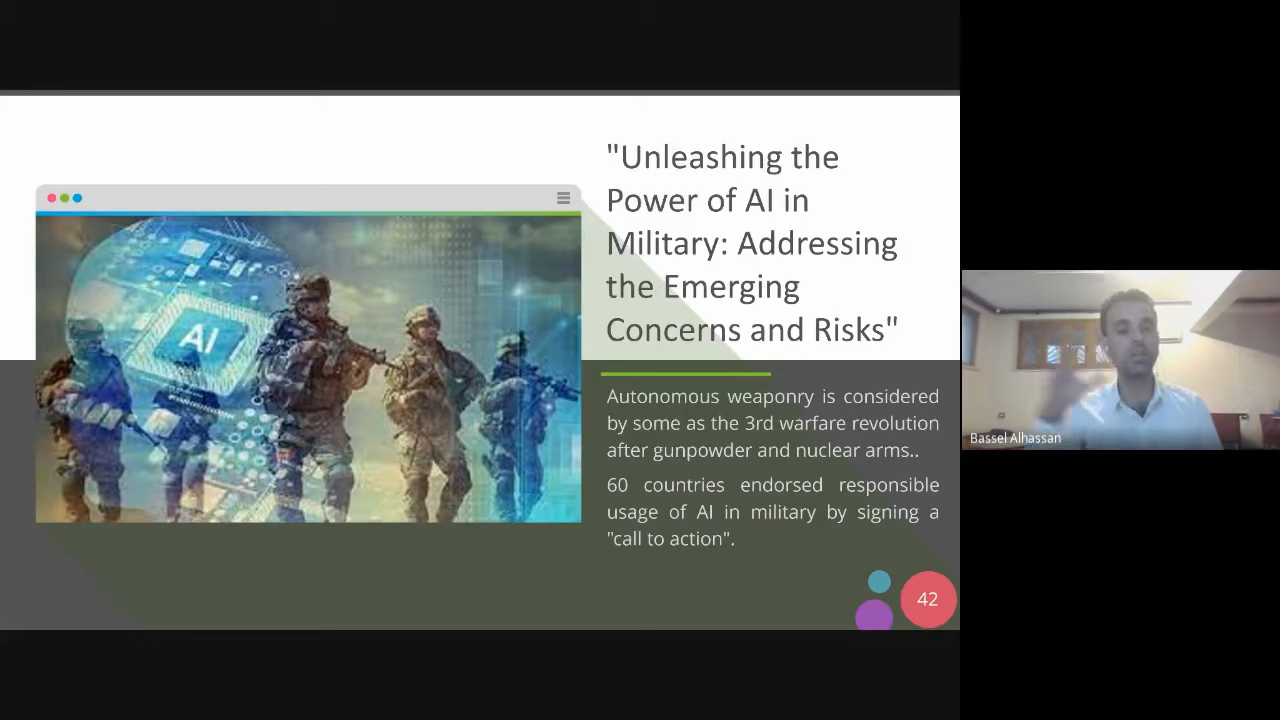 "Unleashing the
Power of AI in
Military: Addressing
the Emerging
Concerns and Risks"
AI
Autonomous weaponry is considered
by some as the 3rd warfare revolution
after gunpowder and nuclear arms..
60 countries endorsed responsible
usage of AI in military by signing a
"call to action".
42
Bassel Alhassan